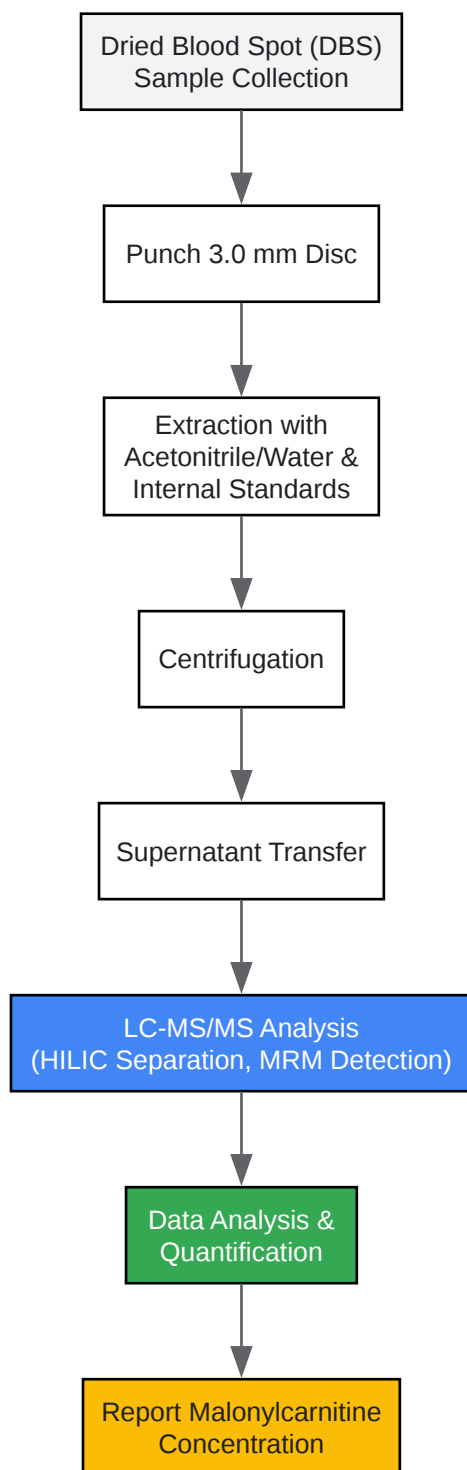 Dried Blood Spot (DBS)
Sample Collection
Punch 3.0 mm Disc
Extraction with
Acetonitrile/Water &
Internal Standards
Centrifugation
Supernatant Transfer
LC-MS/MS Analysis
(HILIC Separation, MRM Detection)
Data Analysis &
Quantification
Report Malonylcarnitine
Concentration